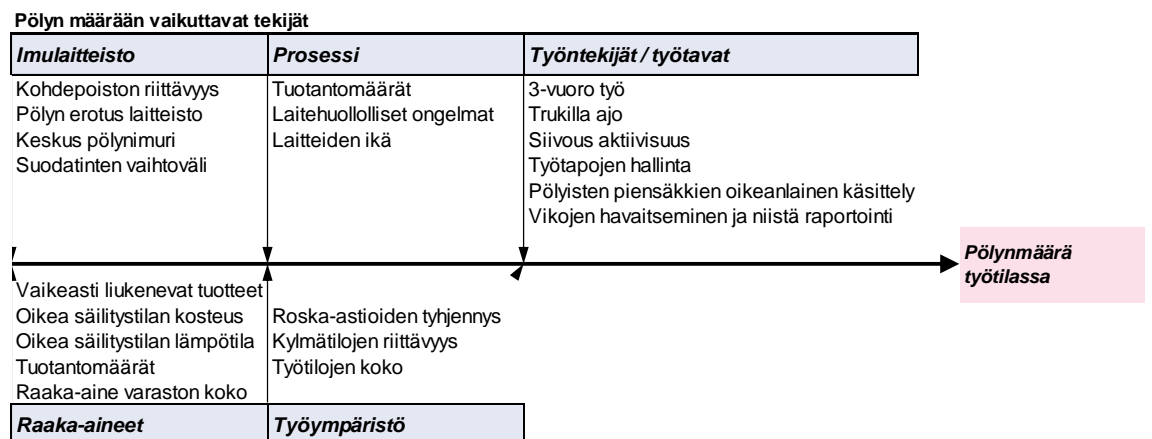 Pölyn määrään vaikuttavat tekijät
Imulaitteisto
Kohdepoiston riittävyys
Pölyn erotus laitteisto
Keskus pölynimuri
Suodatinten vaihtoväli
Prosessi
Tuotantomäärät
Laitehuollolliset ongelmat
Laitteiden ikä
Työntekijät / työtavat
3-vuoro työ
Trukilla ajo
Siivous aktiivisuus
Työtapojen hallinta
Pölyisten piensäkkien oikeanlainen käsittely
Vikojen havaitseminen ja niistä raportointi
Pölynmäärä
työtilassa
Vaikeasti liukenevat tuotteet
Oikea säilitystilan kosteus
Oikea säilitystilan lämpötila
Tuotantomäärät
Raaka-aine varaston koko
Raaka-aineet
Roska-astioiden tyhjennys
Kylmätilojen riittävyys
Työtilojen koko
Työympäristö